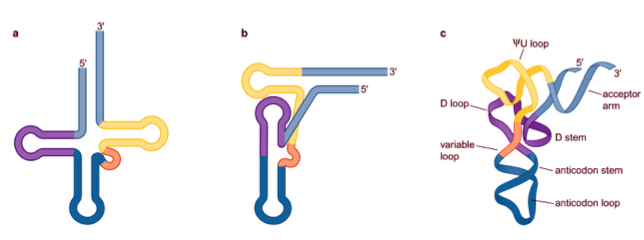 a
3'
5'
b
3'
5'
c
ΨU loop
5'
3'
acceptor
arm
D loop
D stem
variable
loop
anticodon stem
anticodon loop